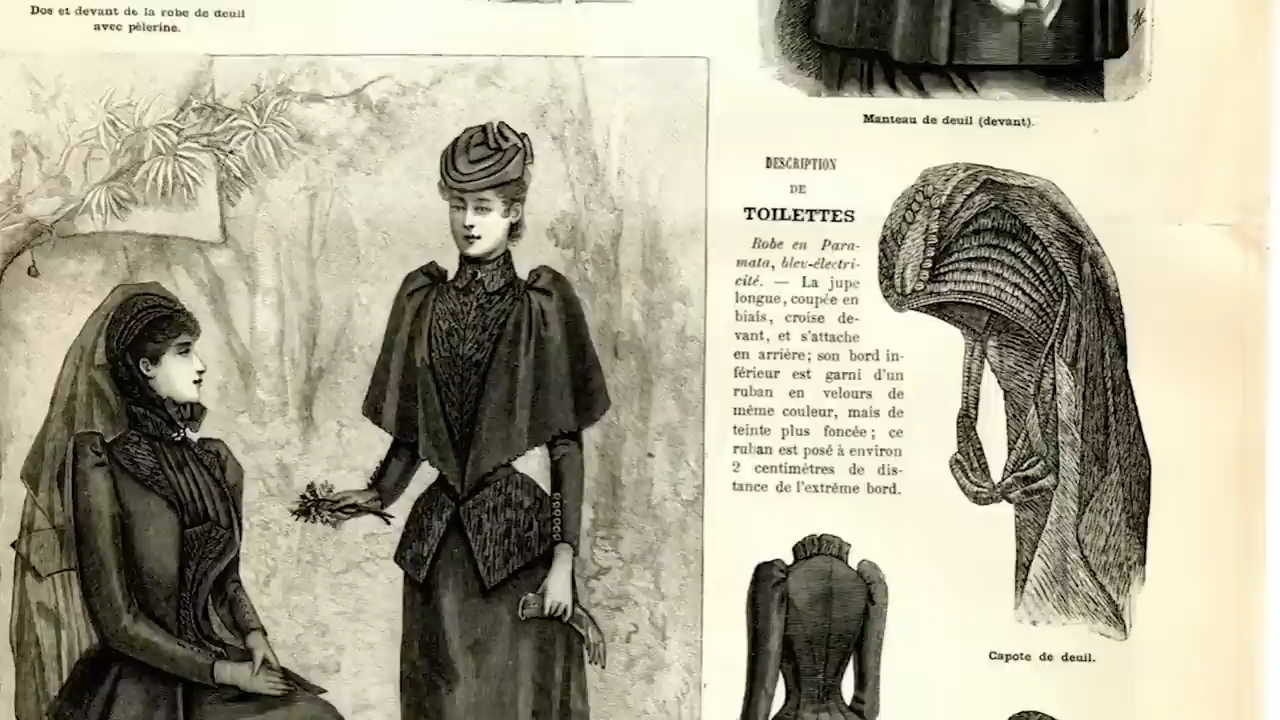 Dos et devant de la robe de deuil
avec pèlerine.
Manteau de deuil (devant).
DESCRIPTION
DE
TOILETTES
Robe en Para-
mata, bleu-électri-
cité. — La jupe
longue, coupée en
biais, croise de-
vant, et s'attache
en arrière; son bord in-
férieur est garni d'un
ruban en velours de
même couleur, mais de
teinte plus foncée; ce
ruban est posé à environ
2 centimètres de dis-
tance de l'extrême bord.
Capote de deuil.